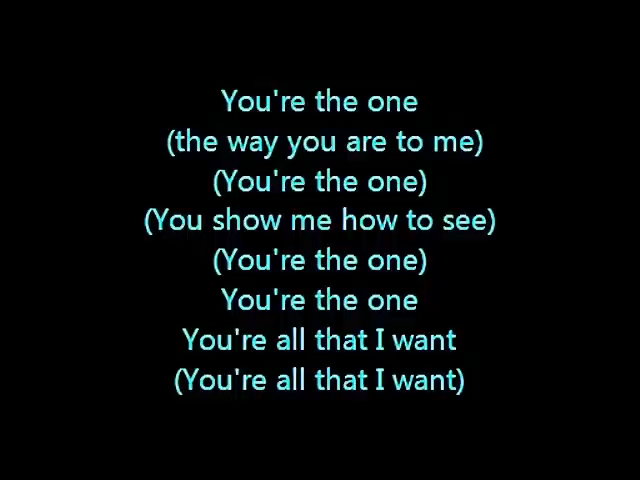 You're the one
(the way you are to me)
(You're the one)
(You show me how to see)
(You're the one)
You're the one
You're all that I want
(You're all that I want)